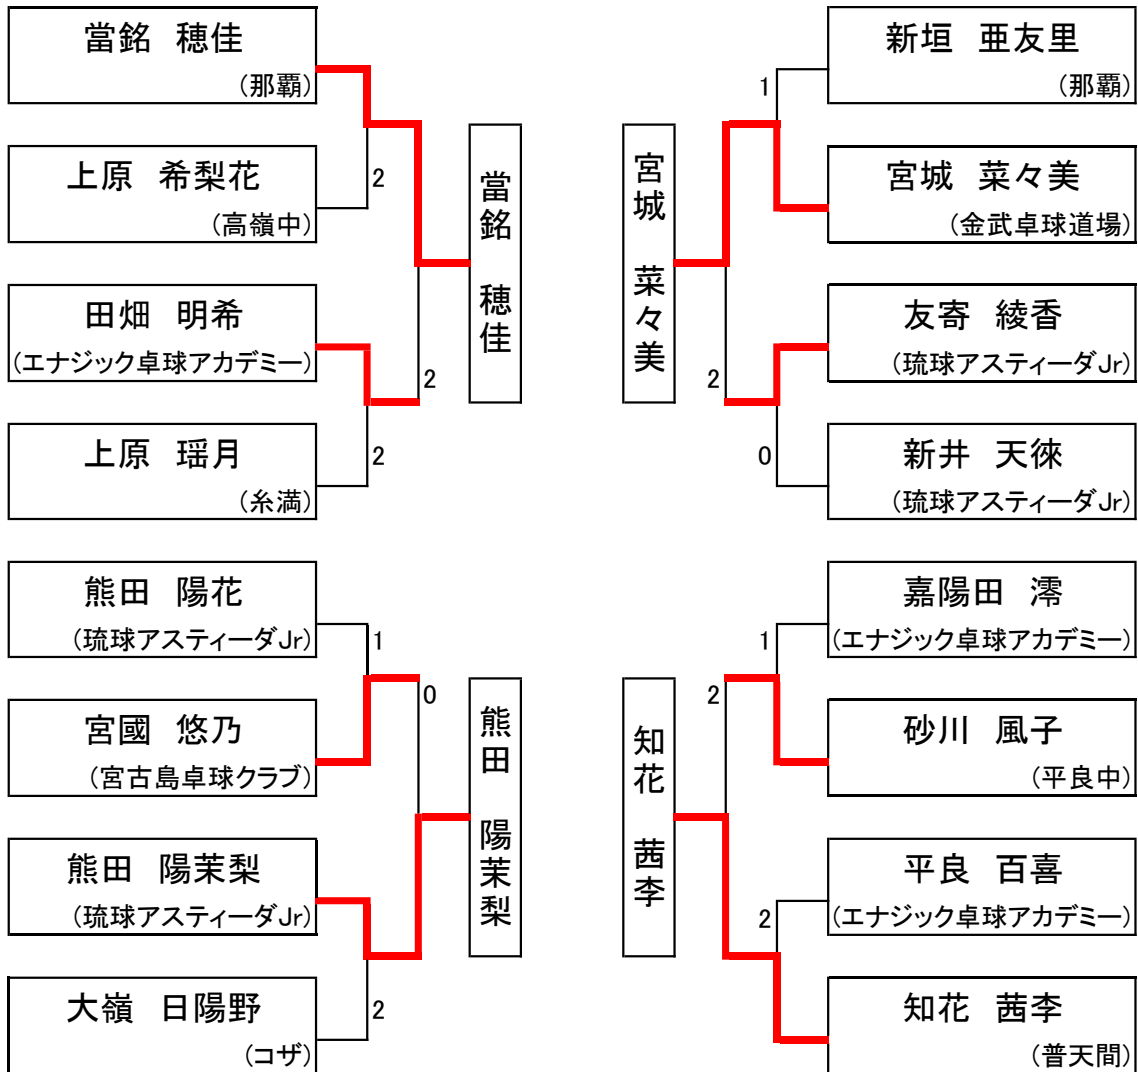 當銘 穂佳
(那覇)
上原 希梨花
(高嶺中)
2
田畑 明希
(エナジック卓球アカデミー)
上原 瑶月
(糸満)
2
2
當銘 穂佳
熊田 陽花
(琉球アスティーダJr)
1
宮國 悠乃
(宮古島卓球クラブ)
0
熊田 陽茉梨
(琉球アスティーダJr)
大嶺 日陽野
(コザ)
2
熊田 陽茉梨
新垣 亜友里
(那覇)
1
宮城 菜々美
(金武卓球道場)
友寄 綾香
(琉球アスティーダJr)
2
新井 天徠
(琉球アスティーダJr)
0
宮城 菜々美
嘉陽田 澪
(エナジック卓球アカデミー)
1
砂川 風子
(平良中)
2
平良 百喜
(エナジック卓球アカデミー)
2
知花 茜李
(普天間)
知花 茜李